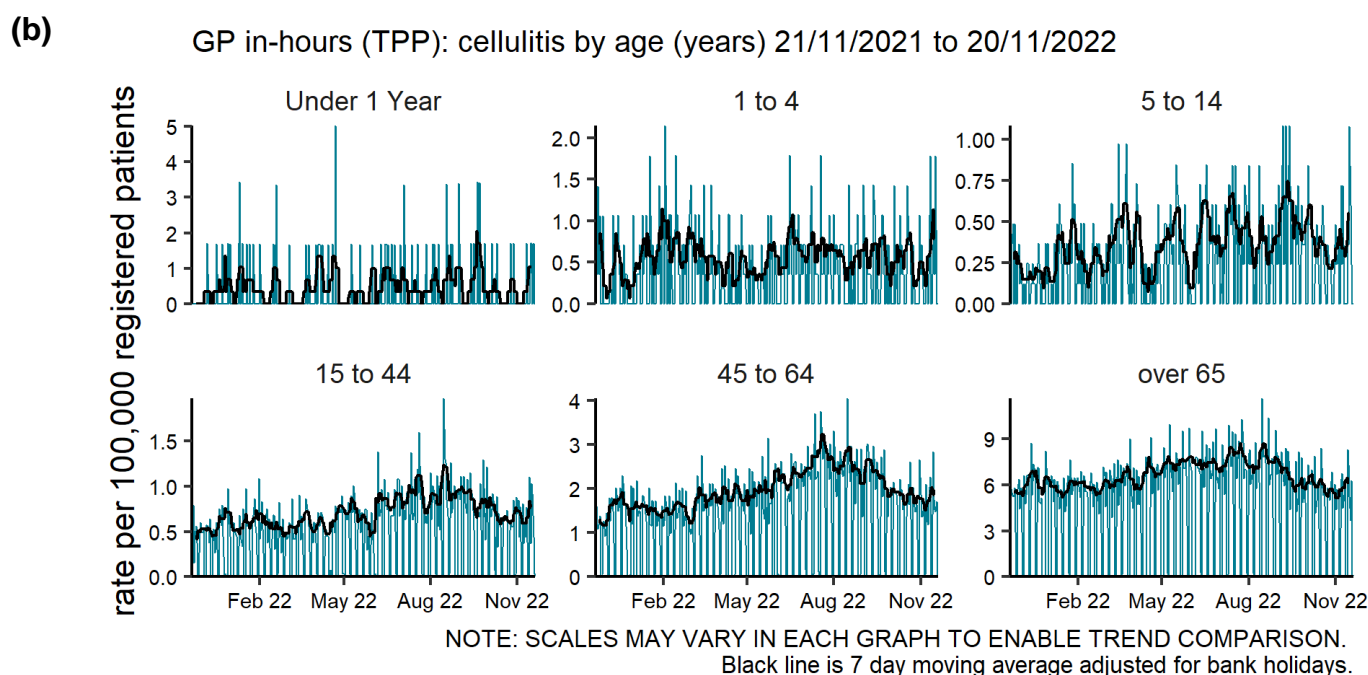 (b)
GP in-hours (TPP): cellulitis by age (years) 21/11/2021 to 20/11/2022
rate per 100,000 registered patients
Under 1 Year
5
4
3
2
1
0
1 to 4
2.0
1.5
1.0
0.5
0.0
5 to 14
1.00
0.75
0.50
0.25
0.00
15 to 44
1.5
1.0
0.5
0.0
Feb 22 May 22 Aug 22 Nov 22
45 to 64
4
3
2
1
0
Feb 22 May 22 Aug 22 Nov 22
over 65
9
6
3
0
Feb 22 May 22 Aug 22 Nov 22
NOTE: SCALES MAY VARY IN EACH GRAPH TO ENABLE TREND COMPARISON.
Black line is 7 day moving average adjusted for bank holidays.